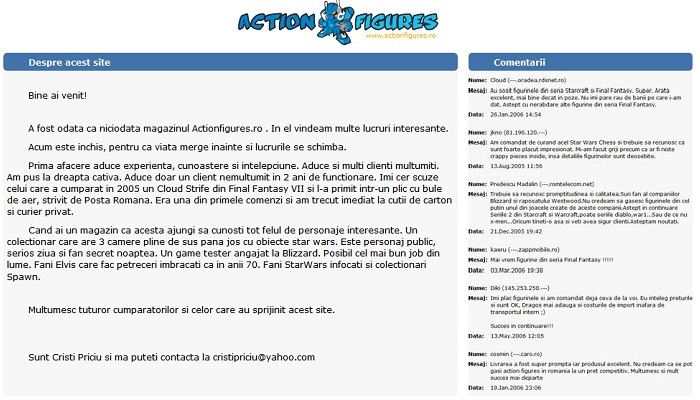 ACTION FIGURES
www.actionfigures.ro
Despre acest site
Bine ai venit!
A fost odata ca niciodata magazinul Actionfigures.ro . In el vindeam multe lucruri interesante.
Acum este inchis, pentru ca viata merge inainte si lucrurile se schimba.
Prima afacere aduce experienta, cunoastere si intelepciune. Aduce si multi clienti multumiti.
Am pus la dreapta cativa. Aduce doar un client nemultumit in 2 ani de functionare. Imi cer scuze
celui care a cumparat in 2005 un Cloud Strife din Final Fantasy VII si l-a primit intr-un plic cu bule
de aer, strivit de Posta Romana. Era una din primele comenzi si am trecut imediat la cutii de carton
si curier privat.
Cand ai un magazin ca acesta ajungi sa cunosti tot felul de personaje interesante. Un
colectionar care are 3 camere pline de sus pana jos cu obiecte star wars. Este personaj public,
serios ziua si fan secret noaptea. Un game tester angajat la Blizzard. Posibil cel mai bun job din
lume. Fani Elvis care fac petreceri imbracati ca in anii 70. Fani StarWars infocati si colectionari
Spawn.
Multumesc tuturor cumparatorilor si celor care au sprijinit acest site.
Sunt Cristi Priciu si ma puteti contacta la cristipriciu@yahoo.com
Comentarii
Nume: Cloud (---.oradea.rdsnet.ro)
Mesaj: Au sosit figurinele din seria Starcraft si Final Fantasy. Super. Arata
excelent, mai bine decat in poze. Nu imi pare rau de banii pe care i-am
dat. Astept cu nerabdare alte figurine din seria Final Fantasy.
Data: 26.Jan.2006 14:54
Nume: jkno (81.196.120.---)
Mesaj: Am comandat de curand acel Star Wars Chess si trebuie sa recunosc ca
sunt foarte placut impresionat. Mi-am facut griji precum ca ar fi niste
crappy pieces inside, insa detaliile figurinelor sunt deosebite.
Data: 13.Aug.2005 11:56
Nume: Predescu Madalin (---.romtelecom.net)
Mesaj: Trebuie sa recunosc promptitudinea si calitatea.Sun fan al companiilor
Blizzard si raposatului Westwood.Nu credeam sa gasesc figurinele din cel
putin unul din joacele create de aceste companii.Astept in continuare
Seriile 2 din Starcraft si Warcraft,poate seriile diablo,war1...Sau de ce nu
x-men...Oricum tineti-o asa si veti avea sigur clienti.Asteptam noutati.
Data: 21.Dec.2005 19:42
Nume: kaeru (---.zappmobile.ro)
Mesaj: Mai vrem figurine din seria Final Fantasy !!!!!
Data: 03.Mar.2006 19:38
Nume: Diki (145.253.250.---)
Mesaj: Imi plac figurinele si am comandat deja ceva de la voi. Eu inteleg preturile
si sunt OK, Dragos mai adauga si costurile de import inafara de
transportul intern ;)
Succes in continuare!!!
Data: 13.May.2006 12:05
Nume: cosmin (---.caro.ro)
Mesaj: Livrarea a fost super prompta iar produsul excelent. Nu credeam ca se pot
gasi action figures in romania la un pret competitiv. Multumesc si mult
succes mai departe
Data: 19.Jan.2006 23:06